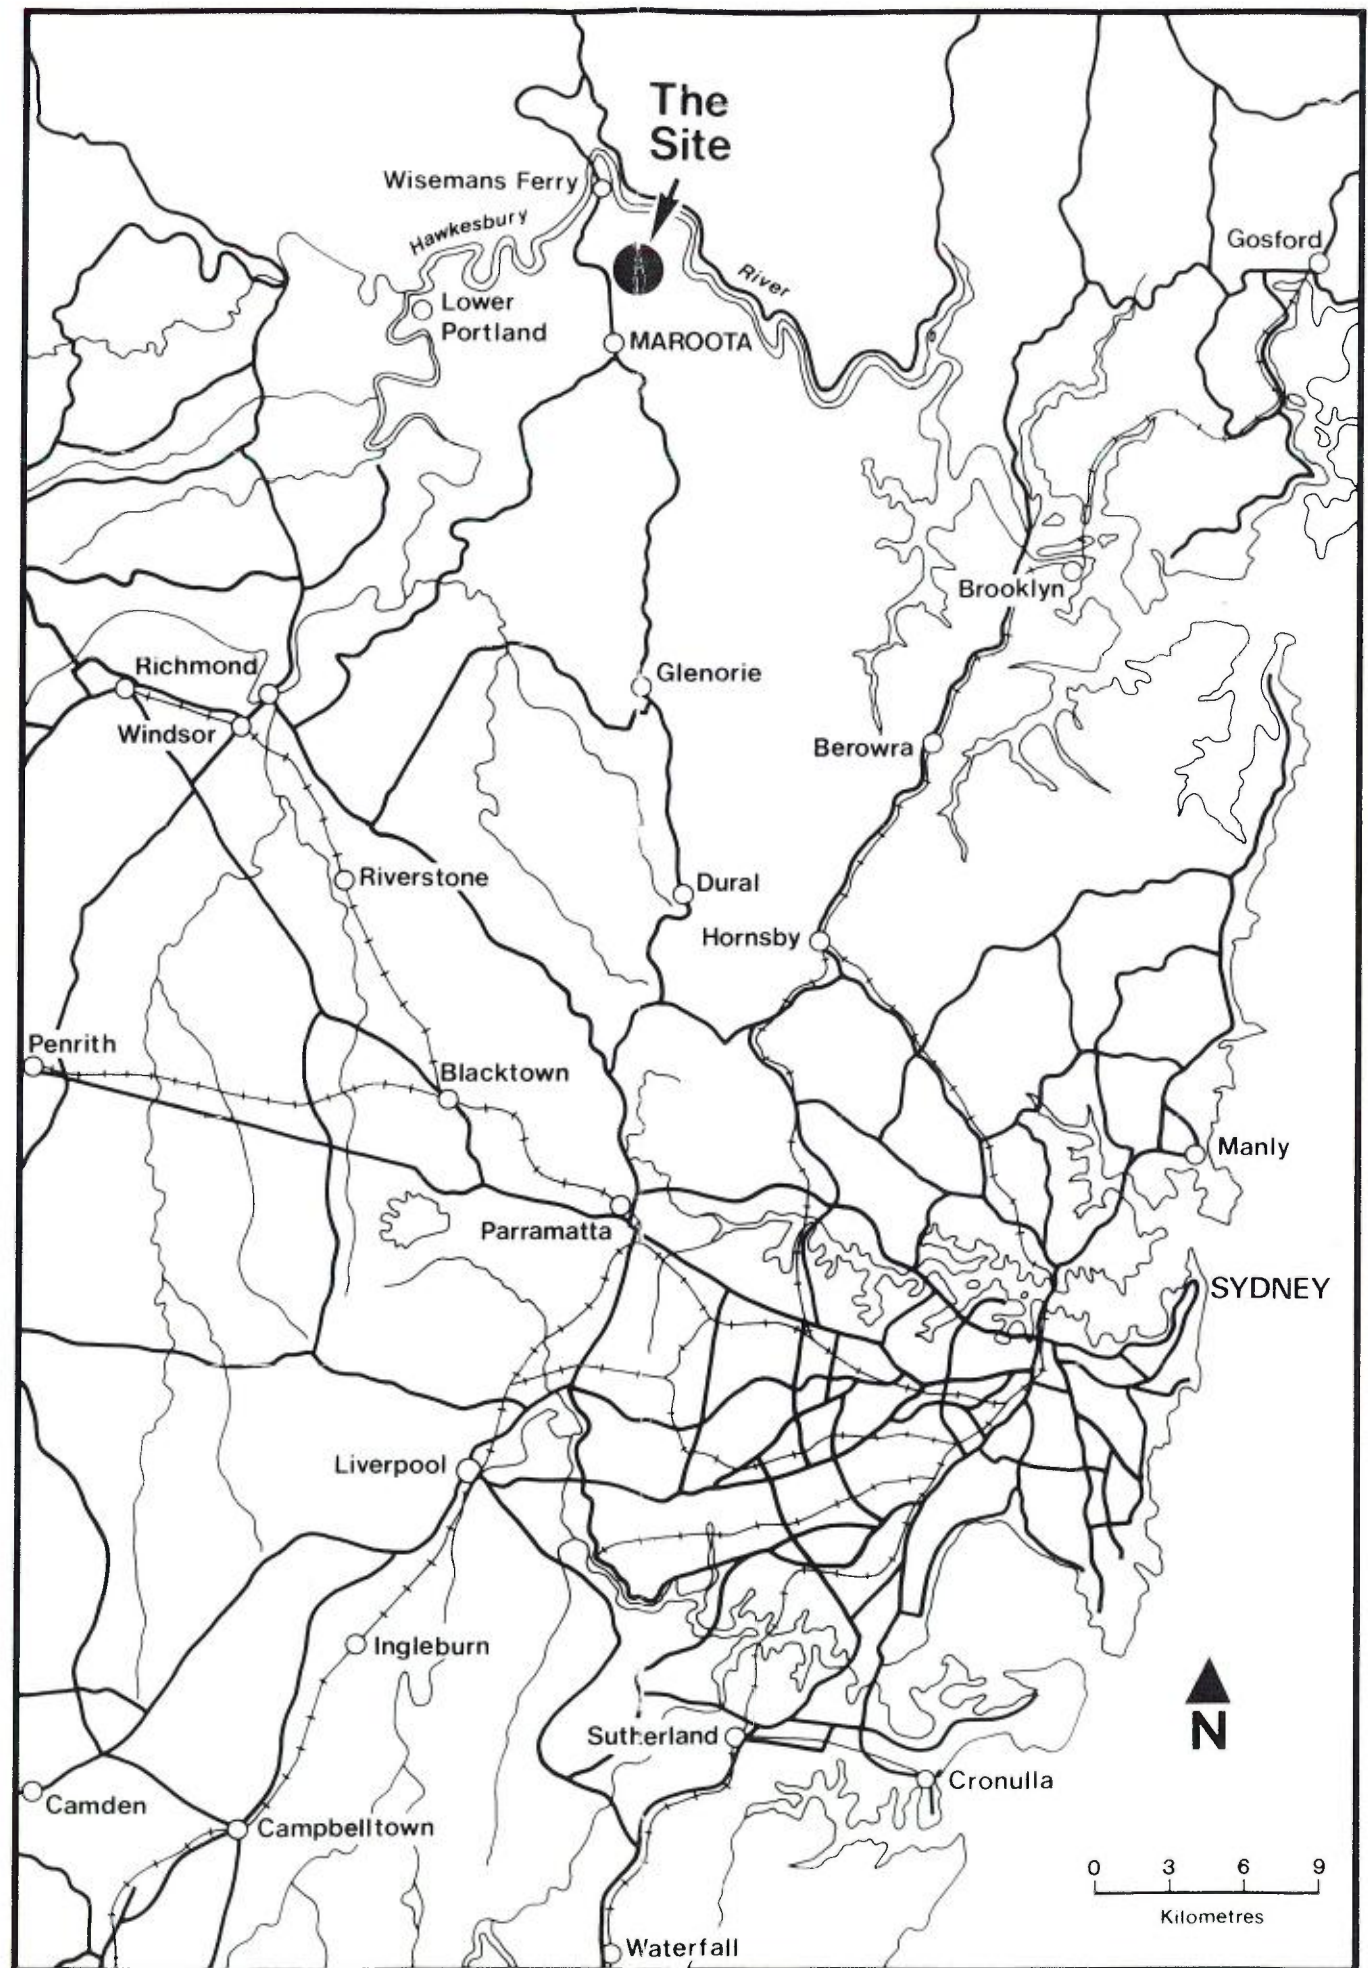 The
Site
Wisemans Ferry
Hawkesbury
River
Gosford
Lower
Portland
MAROOTA
Brooklyn
Richmond
Glenorie
Windsor
Berowra
Riverstone
Dural
Hornsby
Penrith
Blacktown
Manly
Parramatta
SYDNEY
Liverpool
Ingleburn
N
Sutherland
Cronulla
Camden
Campbelltown
0 3 6 9
Kilometres
Waterfall